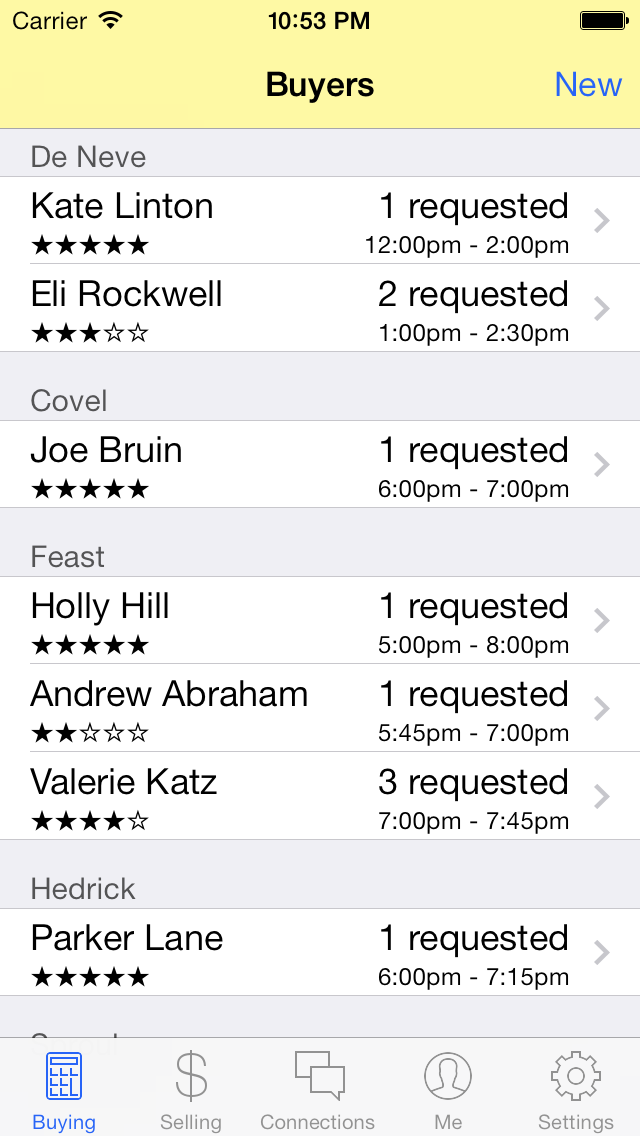 Carrier 10:53 PM
Buyers New
De Neve
Kate Linton 1 requested
★★★★★ 12:00pm - 2:00pm
Eli Rockwell 2 requested
★★★☆☆ 1:00pm - 2:30pm
Covel
Joe Bruin 1 requested
★★★★★ 6:00pm - 7:00pm
Feast
Holly Hill 1 requested
★★★★★ 5:00pm - 8:00pm
Andrew Abraham 1 requested
★★☆☆☆ 5:45pm - 7:00pm
Valerie Katz 3 requested
★★★★☆ 7:00pm - 7:45pm
Hedrick
Parker Lane 1 requested
★★★★★ 6:00pm - 7:15pm
Buying Selling Connections Me Settings